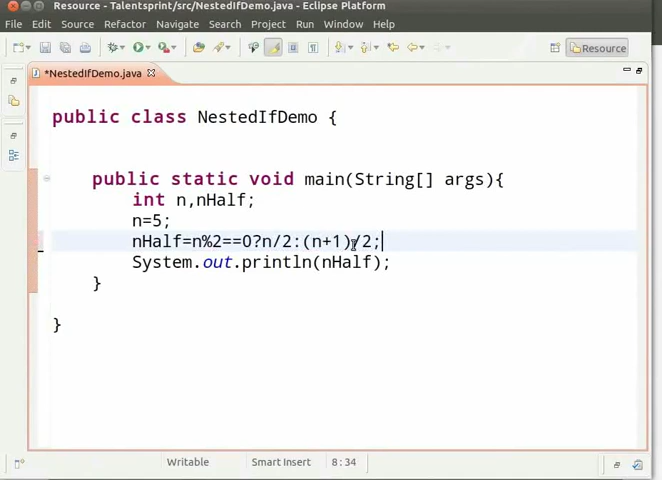 Resource - Talentsprint/src/NestedIfDemo.java - Eclipse Platform
File Edit Source Refactor Navigate Search Project Run Window Help
Resource
*NestedIfDemo.java
public class NestedIfDemo {
public static void main(String[] args){
int n,nHalf;
n=5;
nHalf=n%2==0?n/2:(n+1)/2;
System.out.println(nHalf);
}
}
Writable Smart Insert 8:34